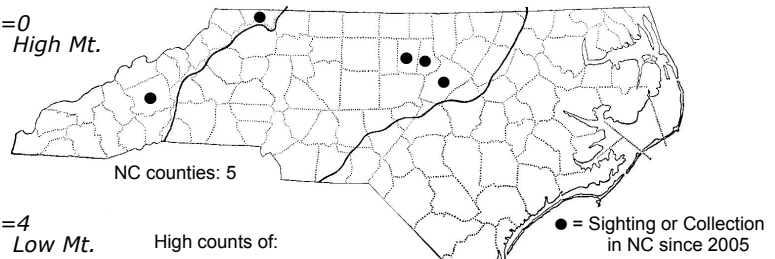 =0
High Mt.
NC counties: 5
=4
Low Mt.
High counts of:
● = Sighting or Collection
in NC since 2005